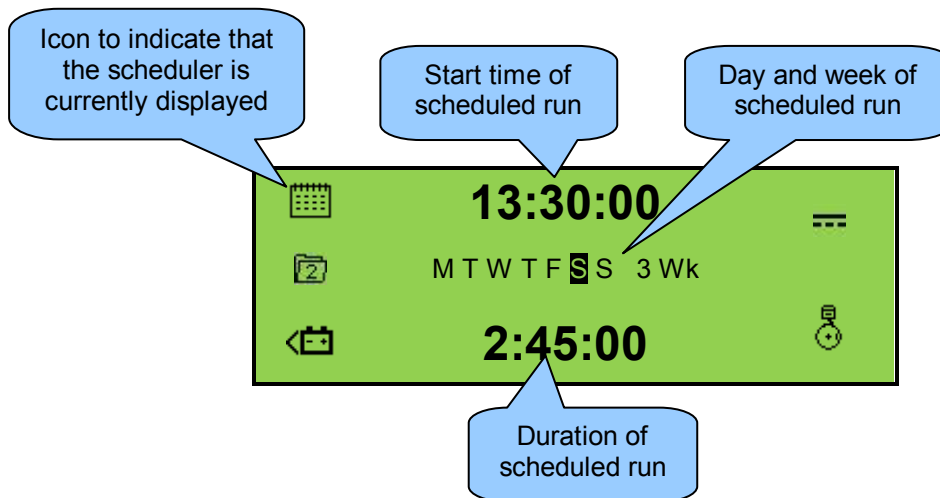 Icon to indicate that
the scheduler is
currently displayed
Start time of
scheduled run
Day and week of
scheduled run
13:30:00
2
M T W T F S S 3 Wk
2:45:00
Duration of
scheduled run